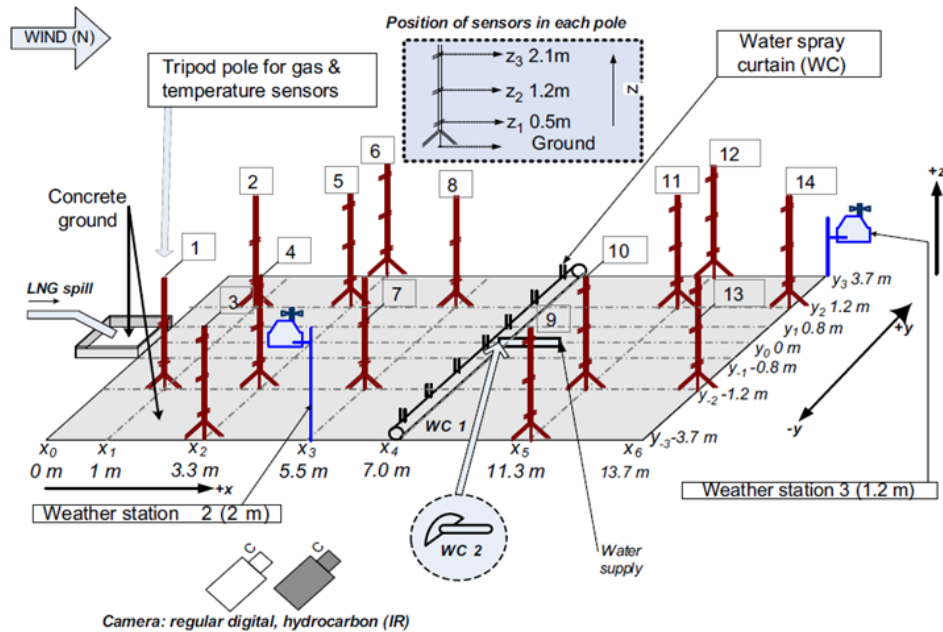 Position of sensors in each pole
WIND (N)
Tripod pole for gas &
temperature sensors
z3 2.1m
z2 1.2m
z1 0.5m
Ground
z
Water spray
curtain (WC)
Concrete
ground
LNG spill
1
2
3
4
5
6
7
8
9
10
11
12
13
14
+z
y3 3.7 m
y2 1.2 m
y1 0.8 m
y0 0 m
y-1 -0.8 m
y-2 -1.2 m
y-3 -3.7 m
+y
-y
WC 1
x0 x1 x2 x3 x4 x5 x6
0 m 1 m 3.3 m 5.5 m 7.0 m 11.3 m 13.7 m
+x
Weather station 2 (2 m)
Weather station 3 (1.2 m)
WC 2
Water
supply
C
C
Camera: regular digital, hydrocarbon (IR)